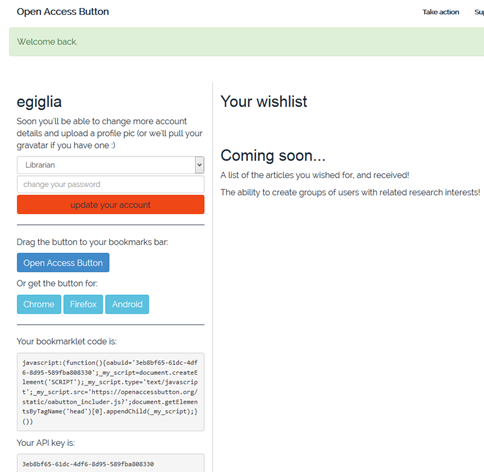 Open Access Button
Take action
Welcome back.
egiglia
Soon you'll be able to change more account
details and upload a profile pic (or we'll pull your
gravatar if you have one :)
Librarian
change your password
update your account
Drag the button to your bookmarks bar:
Open Access Button
Or get the button for:
Chrome Firefox Android
Your bookmarklet code is:
javascript:(function(){oabuid='3eb8bf65-61dc-4df
6-8d95-589fba808330';_my_script=document.createE
lement('SCRIPT');_my_script.type='text/javascrip
t';_my_script.src='https://openaccessbutton.org/
static/oabutton_includer.js?';document.getElemen
tsByTagName('head')[0].appendChild(_my_script);}
())
Your API key is:
3eb8bf65-61dc-4df6-8d95-589fba808330
Your wishlist
Coming soon...
A list of the articles you wished for, and received!
The ability to create groups of users with related research interests!